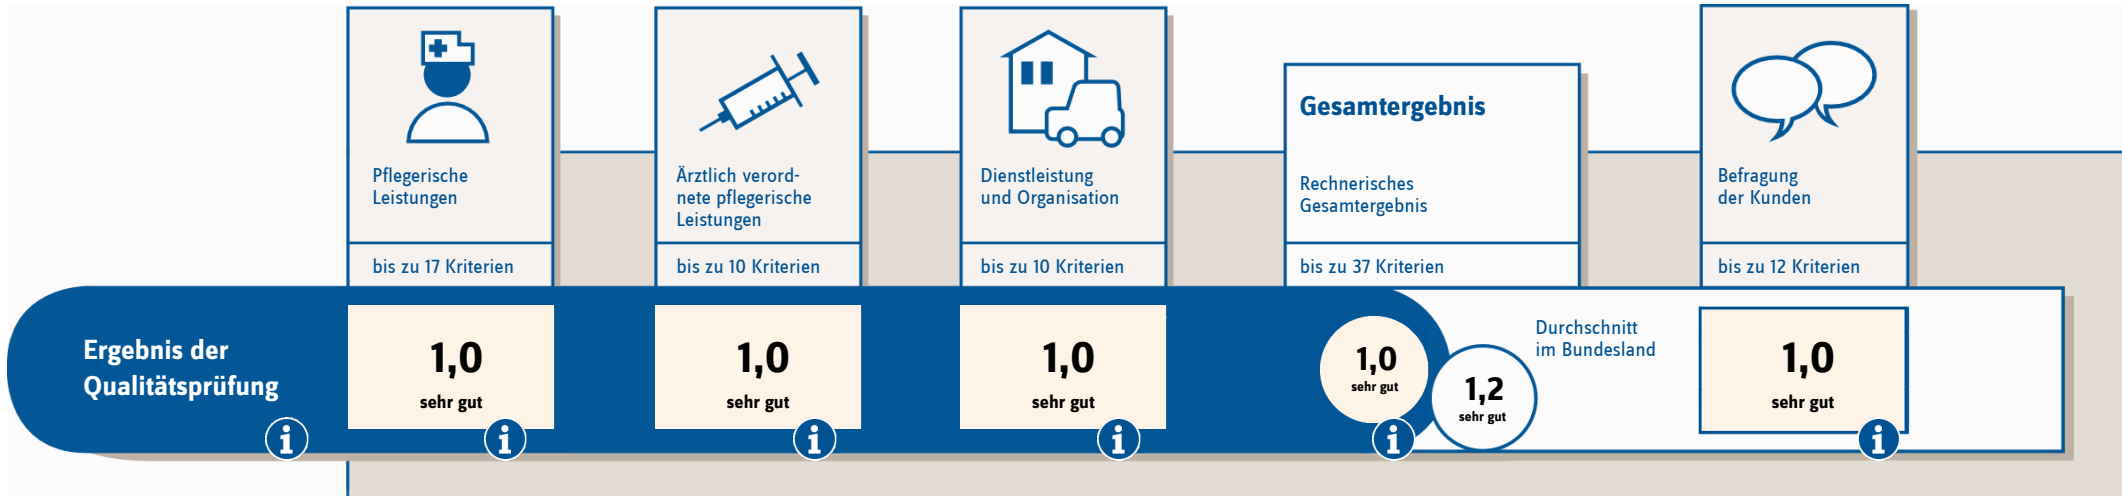 Pflegerische
Leistungen
bis zu 17 Kriterien
Ärztlich verord-
nete pflegerische
Leistungen
bis zu 10 Kriterien
Dienstleistung
und Organisation
bis zu 10 Kriterien
Gesamtergebnis
Rechnerisches
Gesamtergebnis
bis zu 37 Kriterien
Befragung
der Kunden
bis zu 12 Kriterien
Ergebnis der
Qualitätsprüfung
i
1,0
sehr gut
i
1,0
sehr gut
i
1,0
sehr gut
i
1,0
sehr gut
i
1,2
sehr gut
Durchschnitt
im Bundesland
1,0
sehr gut
i